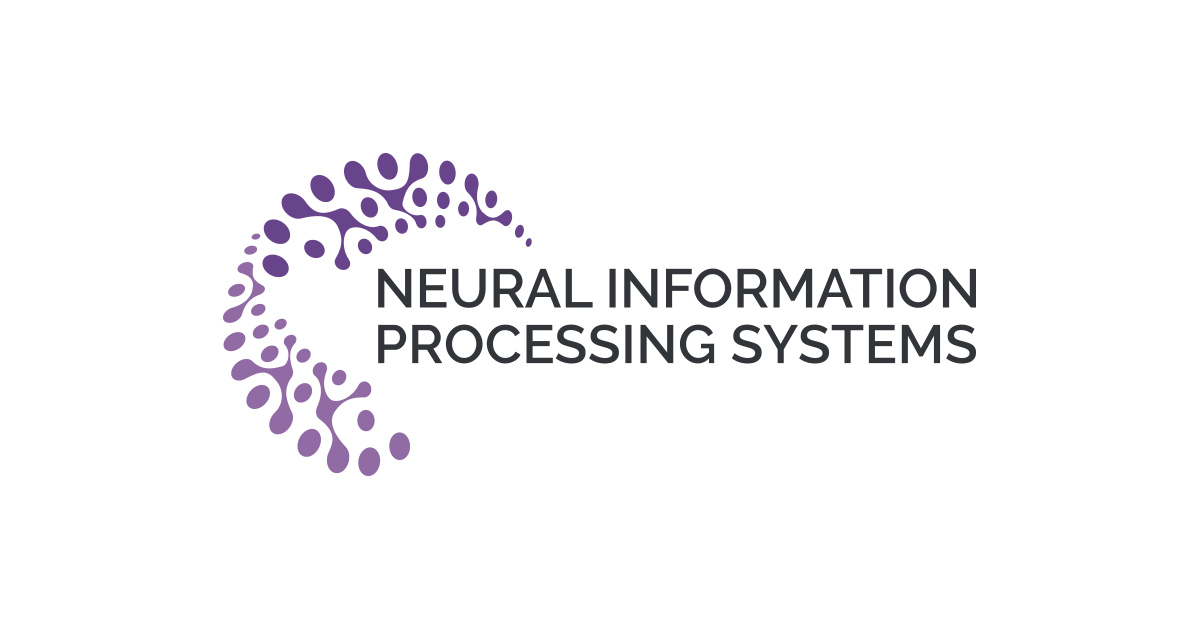 NEURAL INFORMATION
PROCESSING SYSTEMS